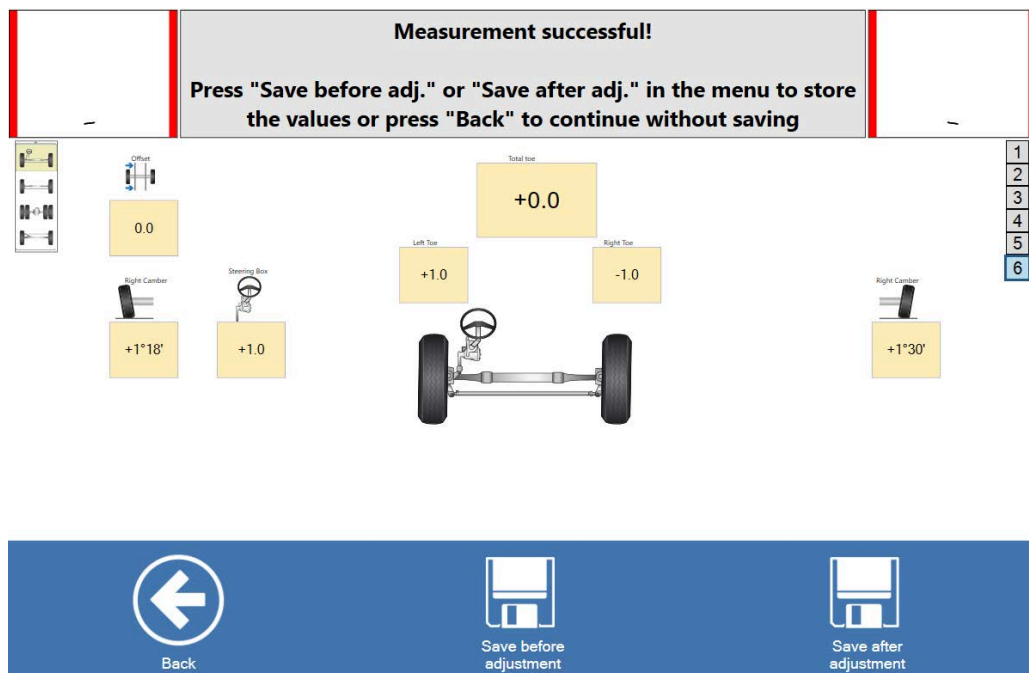 Measurement successful!
Press "Save before adj." or "Save after adj." in the menu to store
the values or press "Back" to continue without saving
Offset
0.0
Total toe
+0.0
Left Toe
+1.0
Right Toe
-1.0
Right Camber
+1°18'
Steering Box
+1.0
Right Camber
+1°30'
1
2
3
4
5
6
Back
Save before
adjustment
Save after
adjustment